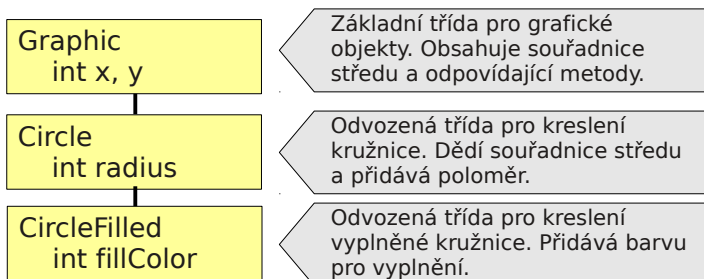 Graphic
int x, y
Základní třída pro grafické
objekty. Obsahuje souřadnice
středu a odpovídající metody.
Circle
int radius
Odvozená třída pro kreslení
kružnice. Dědí souřadnice středu
a přidává poloměr.
CircleFilled
int fillColor
Odvozená třída pro kreslení
vyplněné kružnice. Přidává barvu
pro vyplnění.